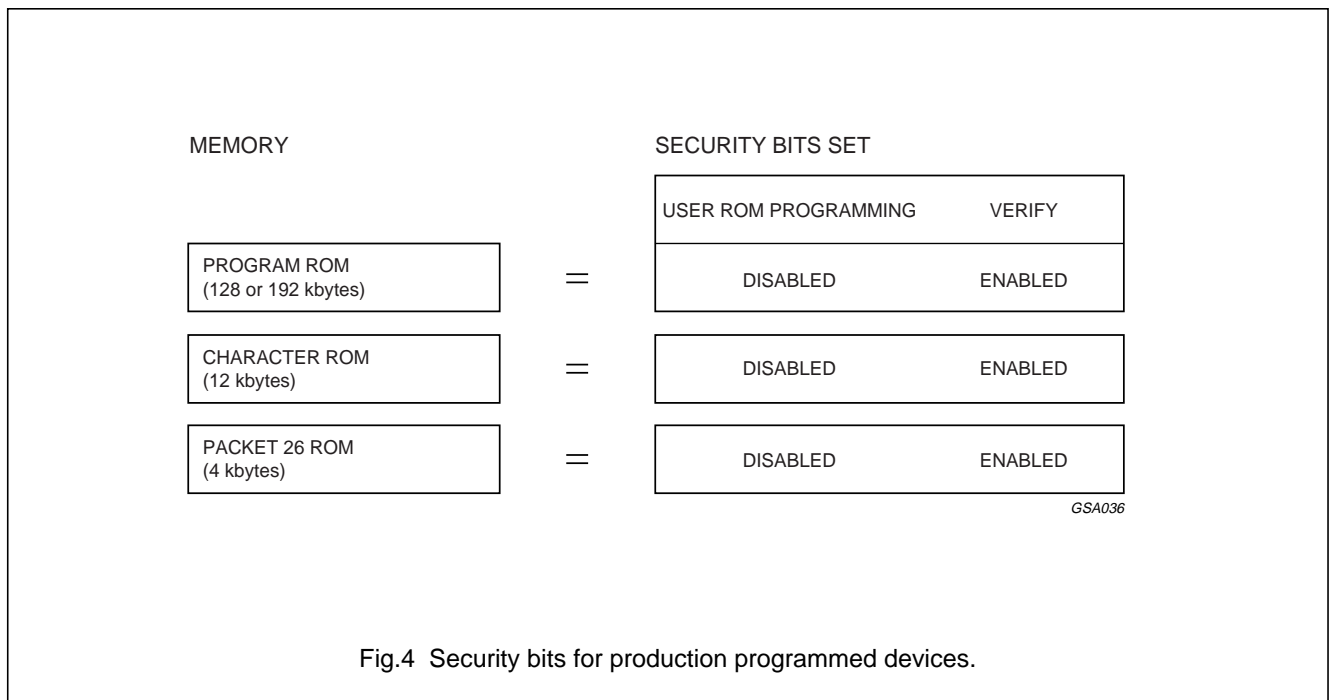 MEMORY SECURITY BITS SET
USER ROM PROGRAMMING VERIFY
PROGRAM ROM
(128 or 192 kbytes)
= DISABLED ENABLED
CHARACTER ROM
(12 kbytes)
= DISABLED ENABLED
PACKET 26 ROM
(4 kbytes)
= DISABLED ENABLED
GSA036
Fig.4 Security bits for production programmed devices.